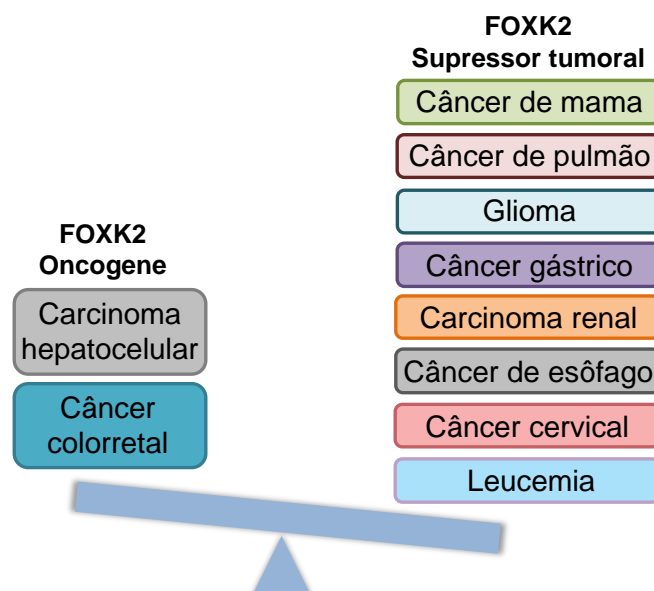 FOXK2
Oncogene
Carcinoma
hepatocelular
Câncer
colorretal
FOXK2
Supressor tumoral
Câncer de mama
Câncer de pulmão
Glioma
Câncer gástrico
Carcinoma renal
Câncer de esôfago
Câncer cervical
Leucemia